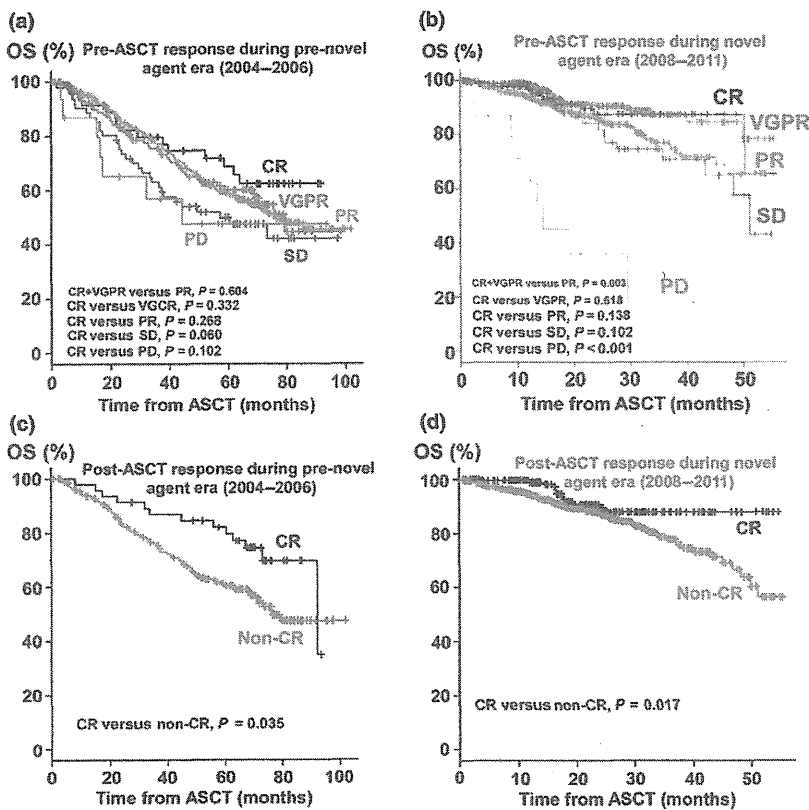 (a)
OS (%)
Pre-ASCT response during pre-novel
agent era (2004–2006)
100
80
60
40
20
0
CR
VGPR
PR
PD
SD
CR+VGPR versus PR, P = 0.604
CR versus VGCR, P = 0.332
CR versus PR, P = 0.268
CR versus SD, P = 0.060
CR versus PD, P = 0.102
0 20 40 60 80 100
Time from ASCT (months)
(b)
OS (%)
Pre-ASCT response during novel
agent era (2008–2011)
100
80
60
40
20
0
CR
VGPR
PR
SD
PD
CR+VGPR versus PR, P = 0.003
CR versus VGPR, P = 0.618
CR versus PR, P = 0.138
CR versus SD, P = 0.102
CR versus PD, P < 0.001
0 10 20 30 40 50
Time from ASCT (months)
(c)
OS (%)
Post-ASCT response during pre-novel
agent era (2004–2006)
100
80
60
40
20
0
CR
Non-CR
CR versus non-CR, P = 0.035
0 20 40 60 80 100
Time from ASCT (months)
(d)
OS (%)
Post-ASCT response during novel
agent era (2008–2011)
100
80
60
40
20
0
CR
Non-CR
CR versus non-CR, P = 0.017
0 10 20 30 40 50
Time from ASCT (months)